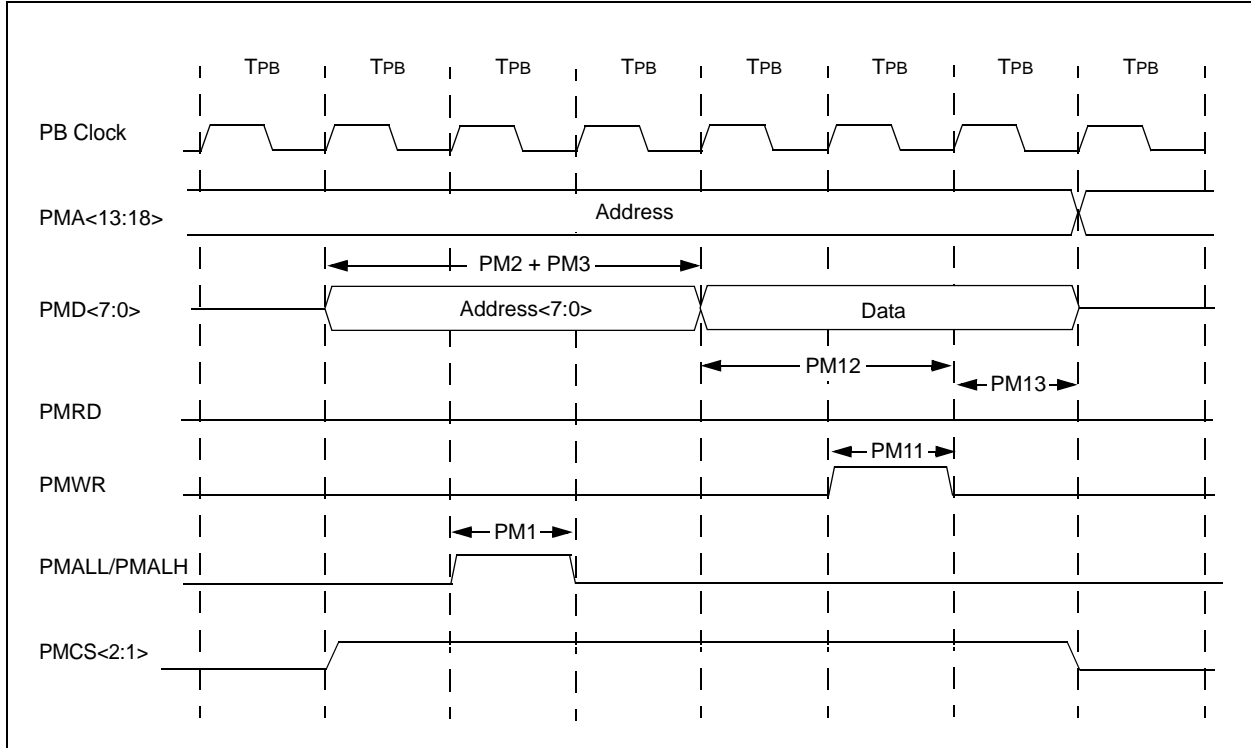 TPB TPB TPB TPB TPB TPB TPB TPB
PB Clock
PMA<13:18>
Address
PM2 + PM3
PMD<7:0>
Address<7:0>
Data
PM12
PM13
PMRD
PM11
PMWR
PM1
PMALL/PMALH
PMCS<2:1>